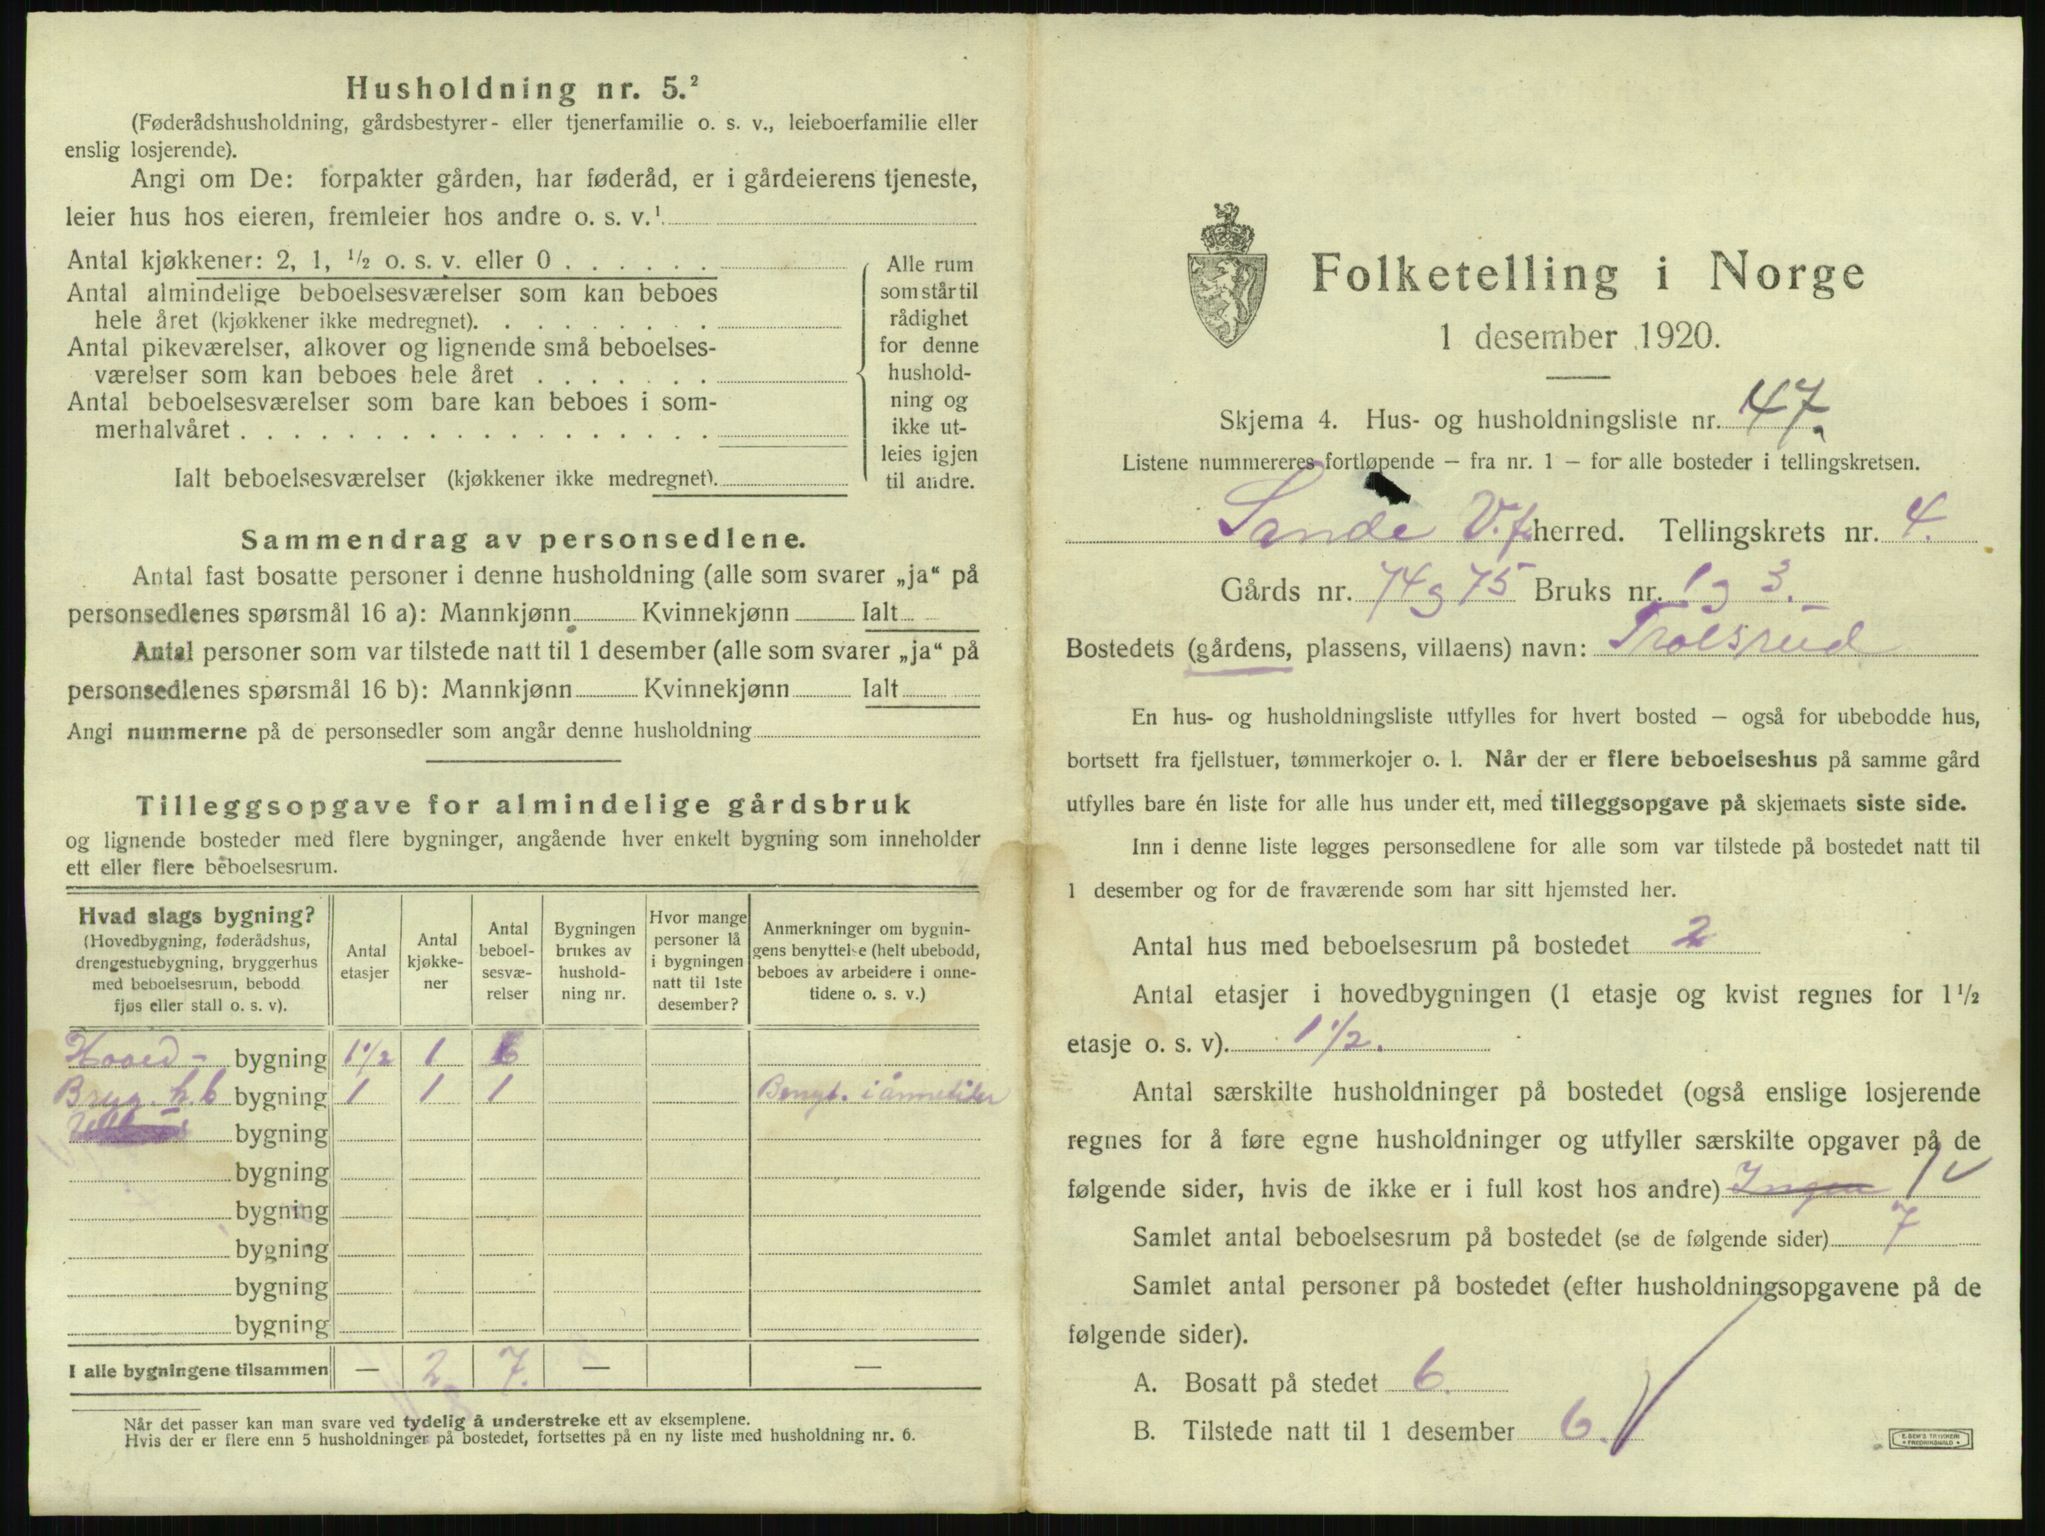 Husholdning nr. 5.²
(Føderådshusholdning, gårdsbestyrer- eller tjenerfamilie o. s. v., leieboerfamilie eller
enslig losjerende).
Angi om De: forpakter gården, har føderåd, er i gårdeierens tjeneste,
leier hus hos eieren, fremleier hos andre o. s. v.¹
Antal kjøkkener: 2, 1, ½ o. s. v. eller 0 . . . . . .
Antal almindelige beboelsesværelser som kan beboes
hele året (kjøkkener ikke medregnet). . . . . . . . .
Antal pikeværelser, alkover og lignende små beboelses-
værelser som kan beboes hele året . . . . . . .
Antal beboelsesværelser som bare kan beboes i som-
merhalvåret . . . . . . . . . . . . . . . . . .
Ialt beboelsesværelser (kjøkkener ikke medregnet).
Alle rum
som står til
rådighet
for denne
hushold-
ning og
ikke ut-
leies igjen
til andre.
Sammendrag av personsedlene.
Antal fast bosatte personer i denne husholdning (alle som svarer „ja“ på
personsedlenes spørsmål 16 a): Mannkjønn Kvinnekjønn Ialt
Antal personer som var tilstede natt til 1 desember (alle som svarer „ja“ på
personsedlenes spørsmål 16 b): Mannkjønn Kvinnekjønn Ialt
Angi nummerne på de personsedler som angår denne husholdning
Tilleggsopgave for almindelige gårdsbruk
og lignende bosteder med flere bygninger, angående hver enkelt bygning som inneholder
ett eller flere beboelsesrum.
Hvad slags bygning?
(Hovedbygning, føderådshus,
drengestuebygning, bryggerhus
med beboelsesrum, bebodd
fjøs eller stall o. s. v).
Antal
etasjer
Antal
kjøkke-
ner
Antal
beboel-
sesvæ-
relser
Bygningen
brukes av
hushold-
ning nr.
Hvor mange
personer lå
i bygningen
natt til 1ste
desember?
Anmerkninger om bygnin-
gens benyttelse (helt ubebodd,
beboes av arbeidere i onne-
tidene o. s. v.)
Hoved- bygning 1½ 1 6
Bryg. h. b bygning 1 1 1 Benyt. i ånnetider
bygning
bygning
bygning
bygning
bygning
bygning
I alle bygningene tilsammen — 2 7. — —
Når det passer kan man svare ved tydelig å understreke ett av eksemplene.
Hvis der er flere enn 5 husholdninger på bostedet, fortsettes på en ny liste med husholdning nr. 6.
Folketelling i Norge
1 desember 1920.
Skjema 4. Hus- og husholdningsliste nr. 47.
Listene nummereres fortløpende – fra nr. 1 – for alle bosteder i tellingskretsen.
Sande V.f. herred. Tellingskrets nr. 4.
Gårds nr. 74 g 75 Bruks nr. 1 g 3.
Bostedets (gårdens, plassens, villaens) navn: Trolsrud
En hus- og husholdningsliste utfylles for hvert bosted – også for ubebodde hus,
bortsett fra fjellstuer, tømmerkojer o. l. Når der er flere beboelseshus på samme gård
utfylles bare én liste for alle hus under ett, med tilleggsopgave på skjemaets siste side.
Inn i denne liste legges personsedlene for alle som var tilstede på bostedet natt til
1 desember og for de fraværende som har sitt hjemsted her.
Antal hus med beboelsesrum på bostedet 2
Antal etasjer i hovedbygningen (1 etasje og kvist regnes for 1½
etasje o. s. v). 1½.
Antal særskilte husholdninger på bostedet (også enslige losjerende
regnes for å føre egne husholdninger og utfyller særskilte opgaver på de
følgende sider, hvis de ikke er i full kost hos andre) Ingen 1 v
Samlet antal beboelsesrum på bostedet (se de følgende sider) 7
Samlet antal personer på bostedet (efter husholdningsopgavene på de
følgende sider).
A. Bosatt på stedet 6.
B. Tilstede natt til 1 desember 6.